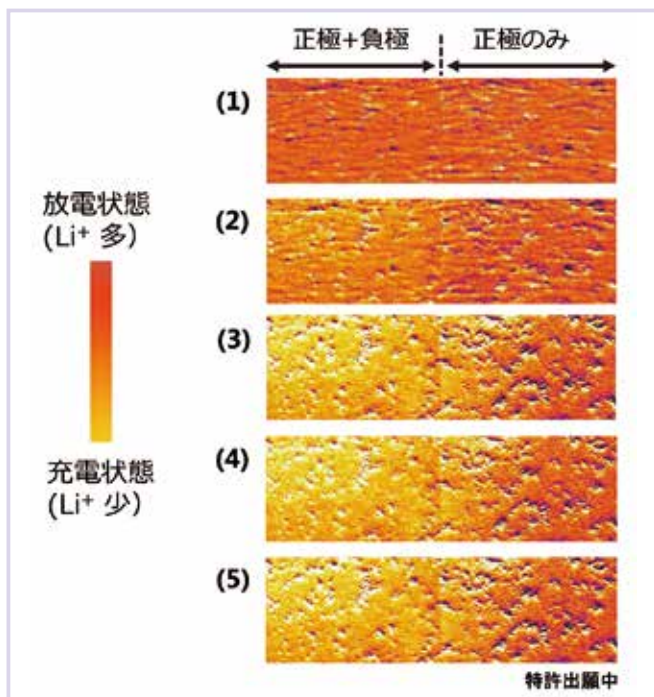 正極+負極 正極のみ
(1)
放電状態
(Li⁺ 多)
(2)
(3)
充電状態
(Li⁺ 少)
(4)
(5)
特許出願中